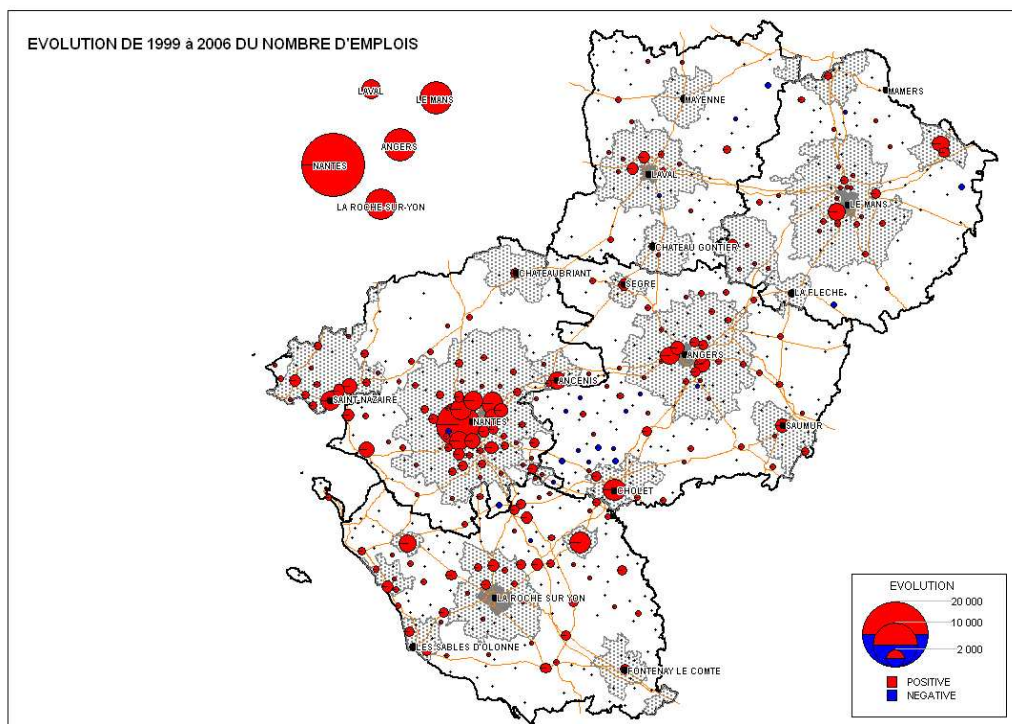 EVOLUTION DE 1999 à 2006 DU NOMBRE D'EMPLOIS
LAVAL
LE MANS
ANGERS
NANTES
LA ROCHE SUR YON
MAYENNE
MAMERS
LAVAL
LE MANS
CHATEAU GONTIER
CHATEAUBRIANT
SEGRE
LA FLECHE
ANGERS
ANCENIS
SAINT-NAZAIRE
NANTES
SAUMUR
CHOLET
LA ROCHE SUR YON
LES SABLES D'OLONNE
FONTENAY LE COMTE
EVOLUTION
20 000
10 000
2 000
POSITIVE
NEGATIVE